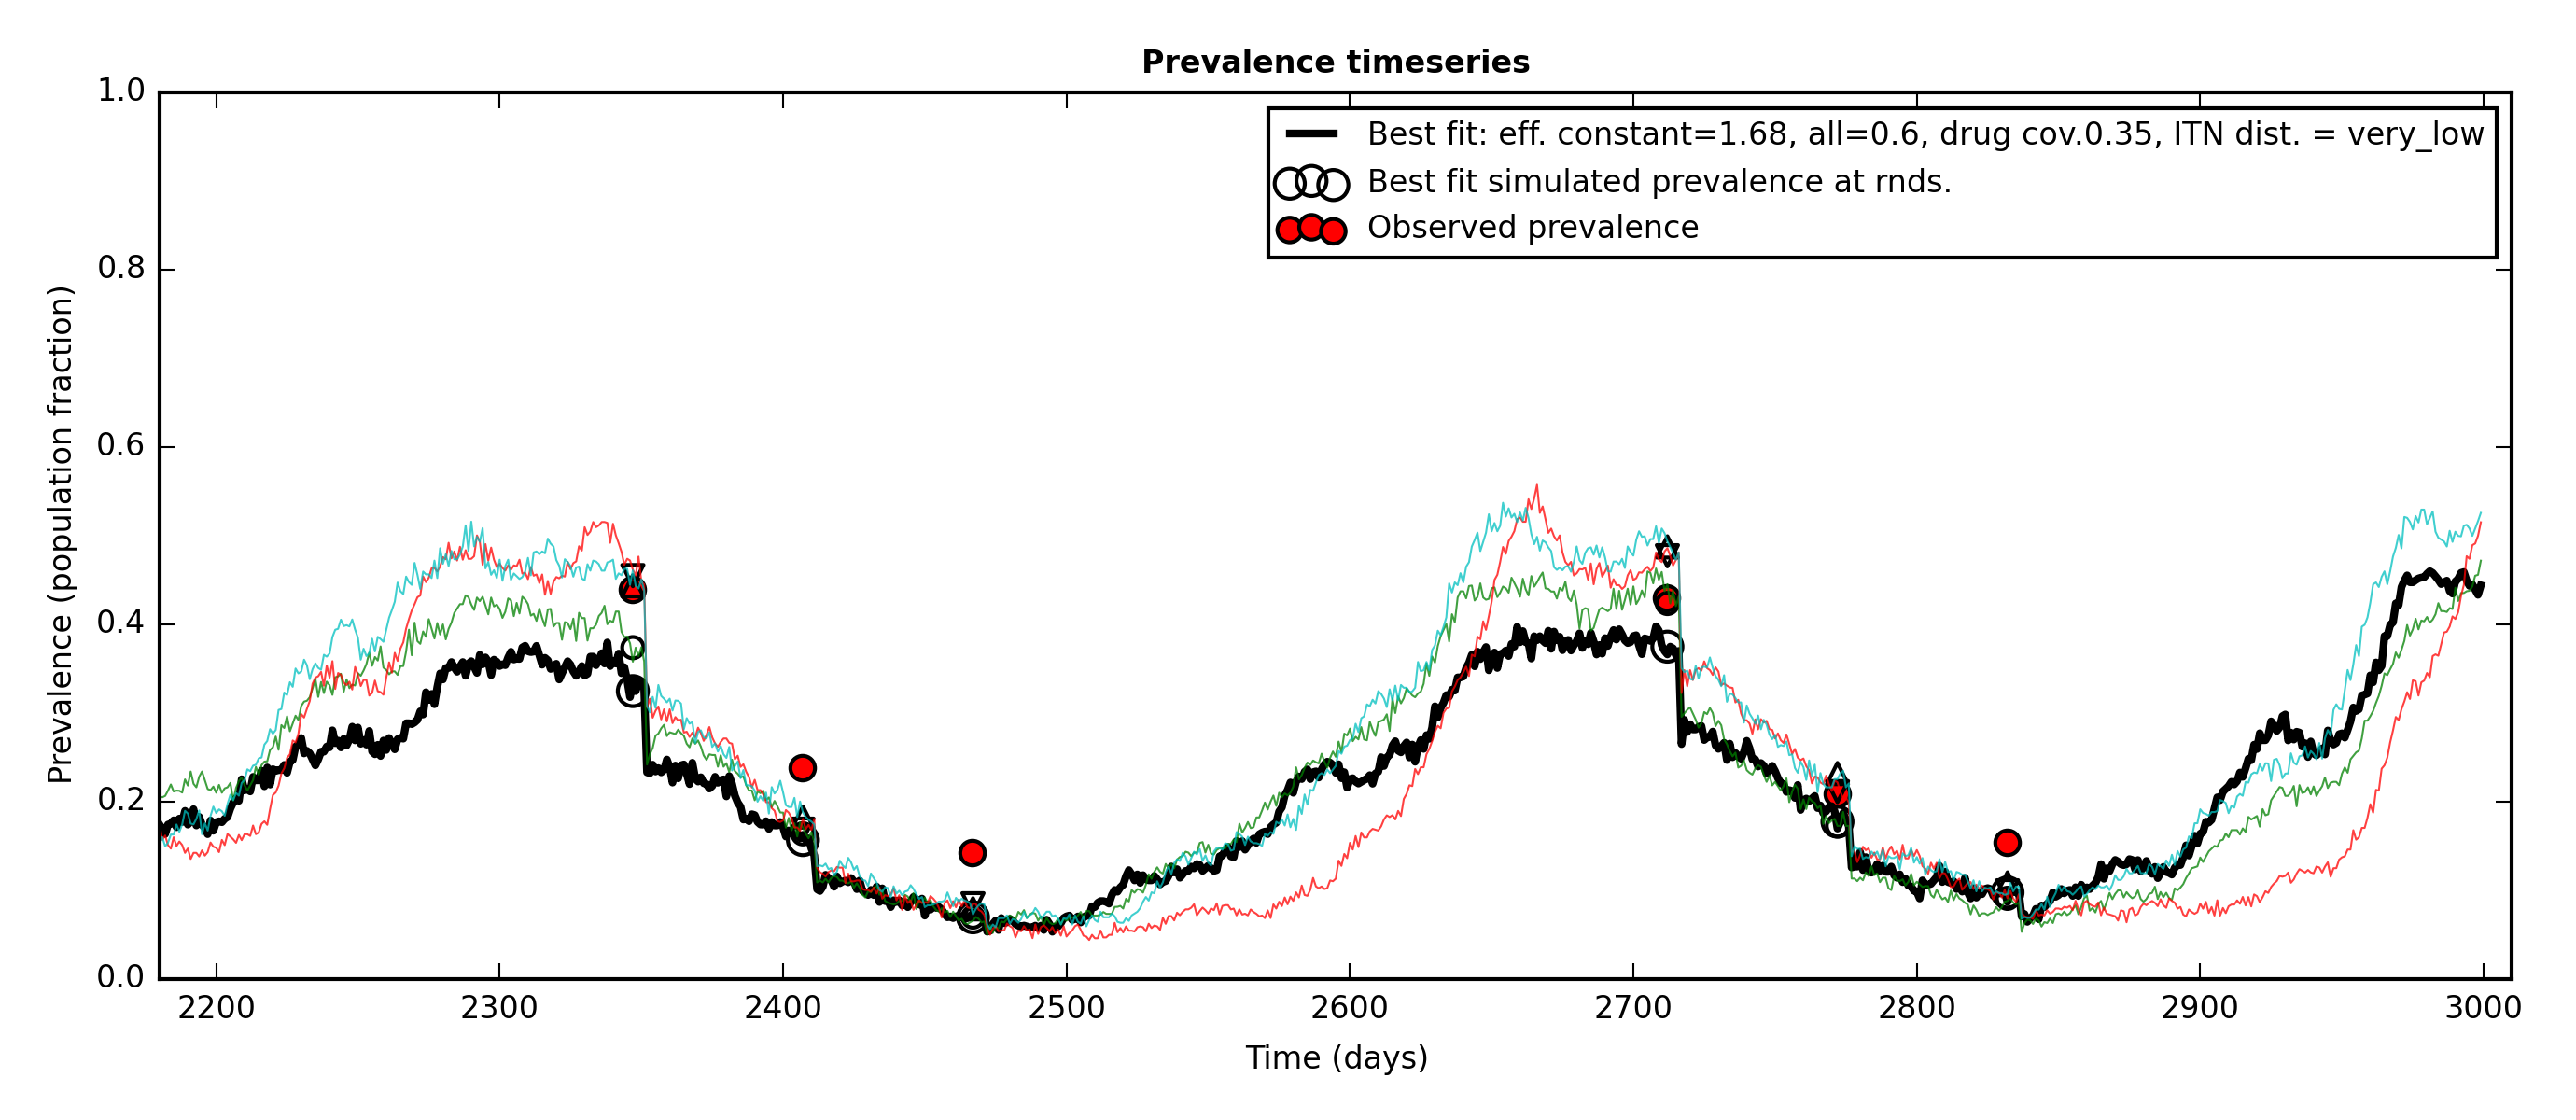 Prevalence timeseries
Prevalence (population fraction)
1.0
0.8
0.6
0.4
0.2
0.0
Best fit: eff. constant=1.68, all=0.6, drug cov.0.35, ITN dist. = very_low
Best fit simulated prevalence at rnds.
Observed prevalence
2200 2300 2400 2500 2600 2700 2800 2900 3000
Time (days)